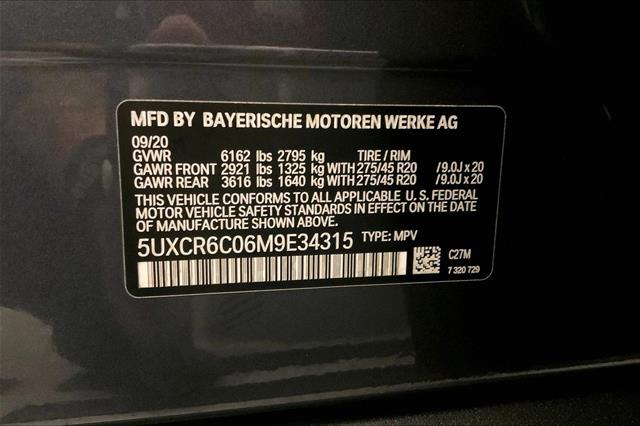 MFD BY BAYERISCHE MOTOREN WERKE AG
09/20
GVWR 6162 lbs 2795 kg TIRE / RIM
GAWR FRONT 2921 lbs 1325 kg WITH 275/45 R20 /9.0J x 20
GAWR REAR 3616 lbs 1640 kg WITH 275/45 R20 /9.0J x 20
THIS VEHICLE CONFORMS TO ALL APPLICABLE U.S. FEDERAL
MOTOR VEHICLE SAFETY STANDARDS IN EFFECT ON THE DATE
OF MANUFACTURE SHOWN ABOVE.
5UXCR6C06M9E34315 TYPE: MPV
C27M
7 320 729